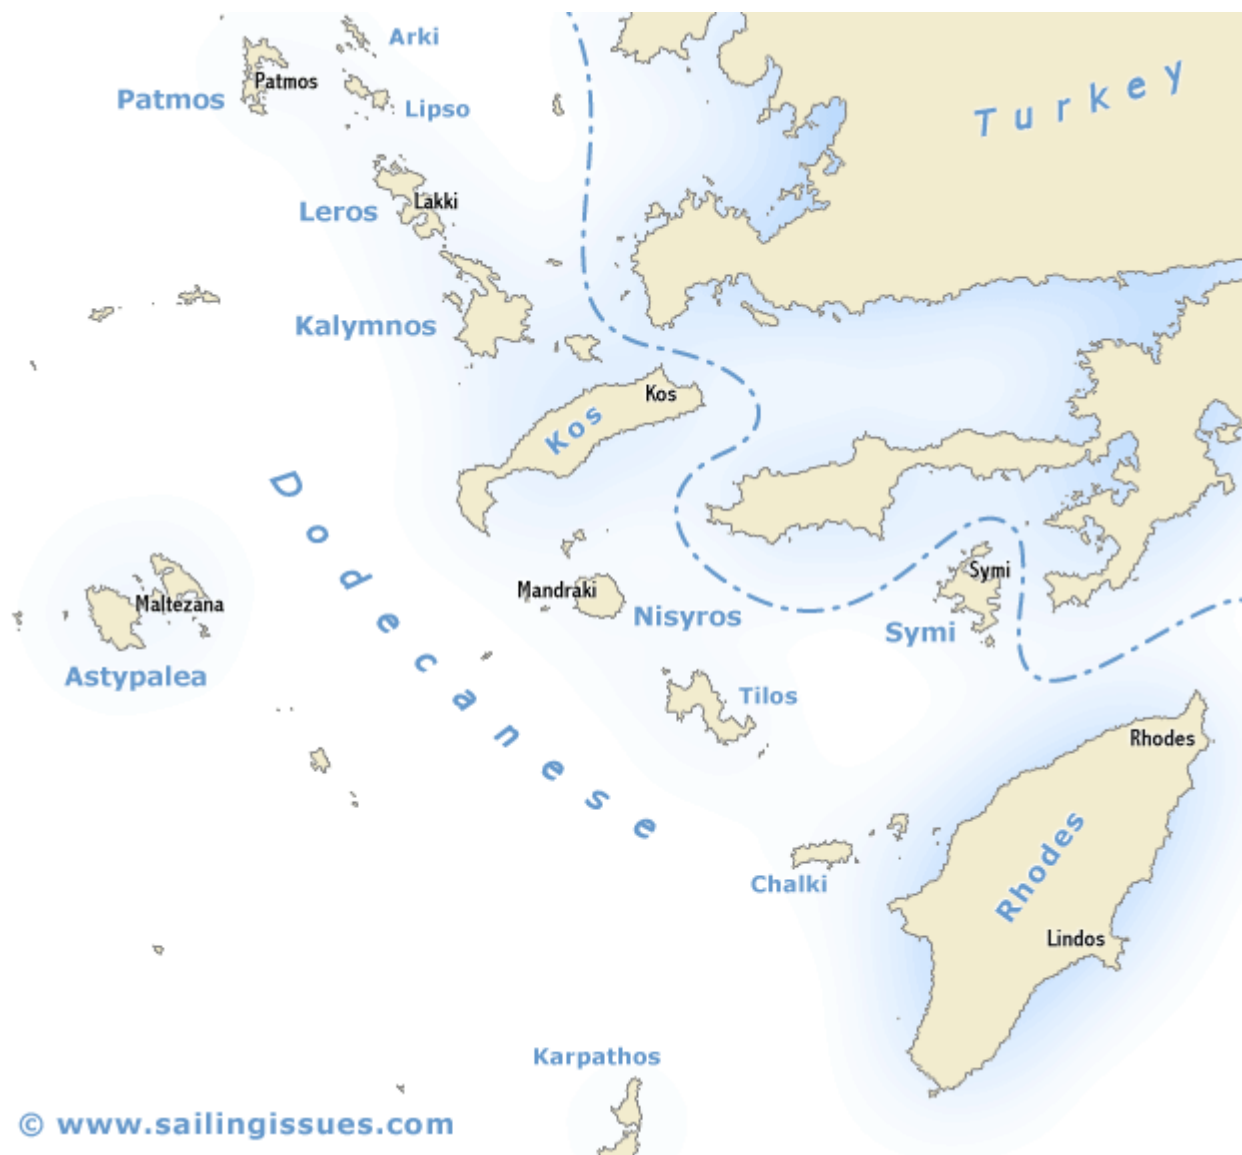 Arki
Patmos
Patmos
Lipso
Turkey
Lakki
Leros
Kalymnos
Kos
Kos
Dodecanese
Symi
Mandraki
Maltezana
Nisyros
Symi
Astypalea
Tilos
Rhodes
Rhodes
Chalki
Lindos
Karpathos
© www.sailingissues.com